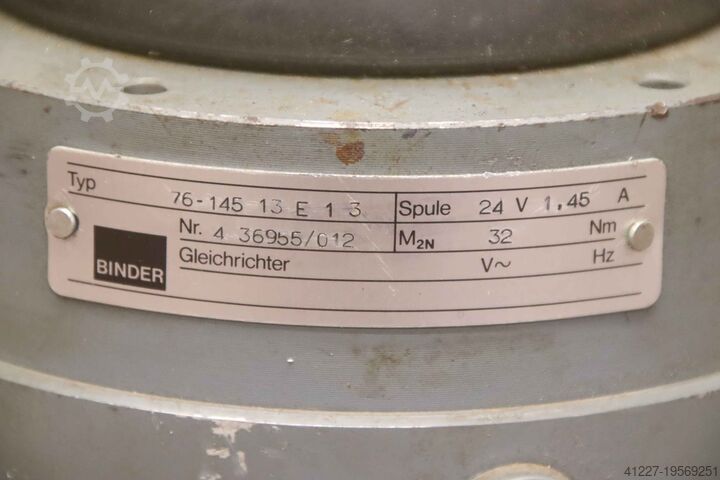 Typ 76-145 13 E 1 3 Spule 24 V 1,45 A
Nr. 4 36955/012 M2N 32 Nm
BINDER Gleichrichter V~ Hz
41227-19569251